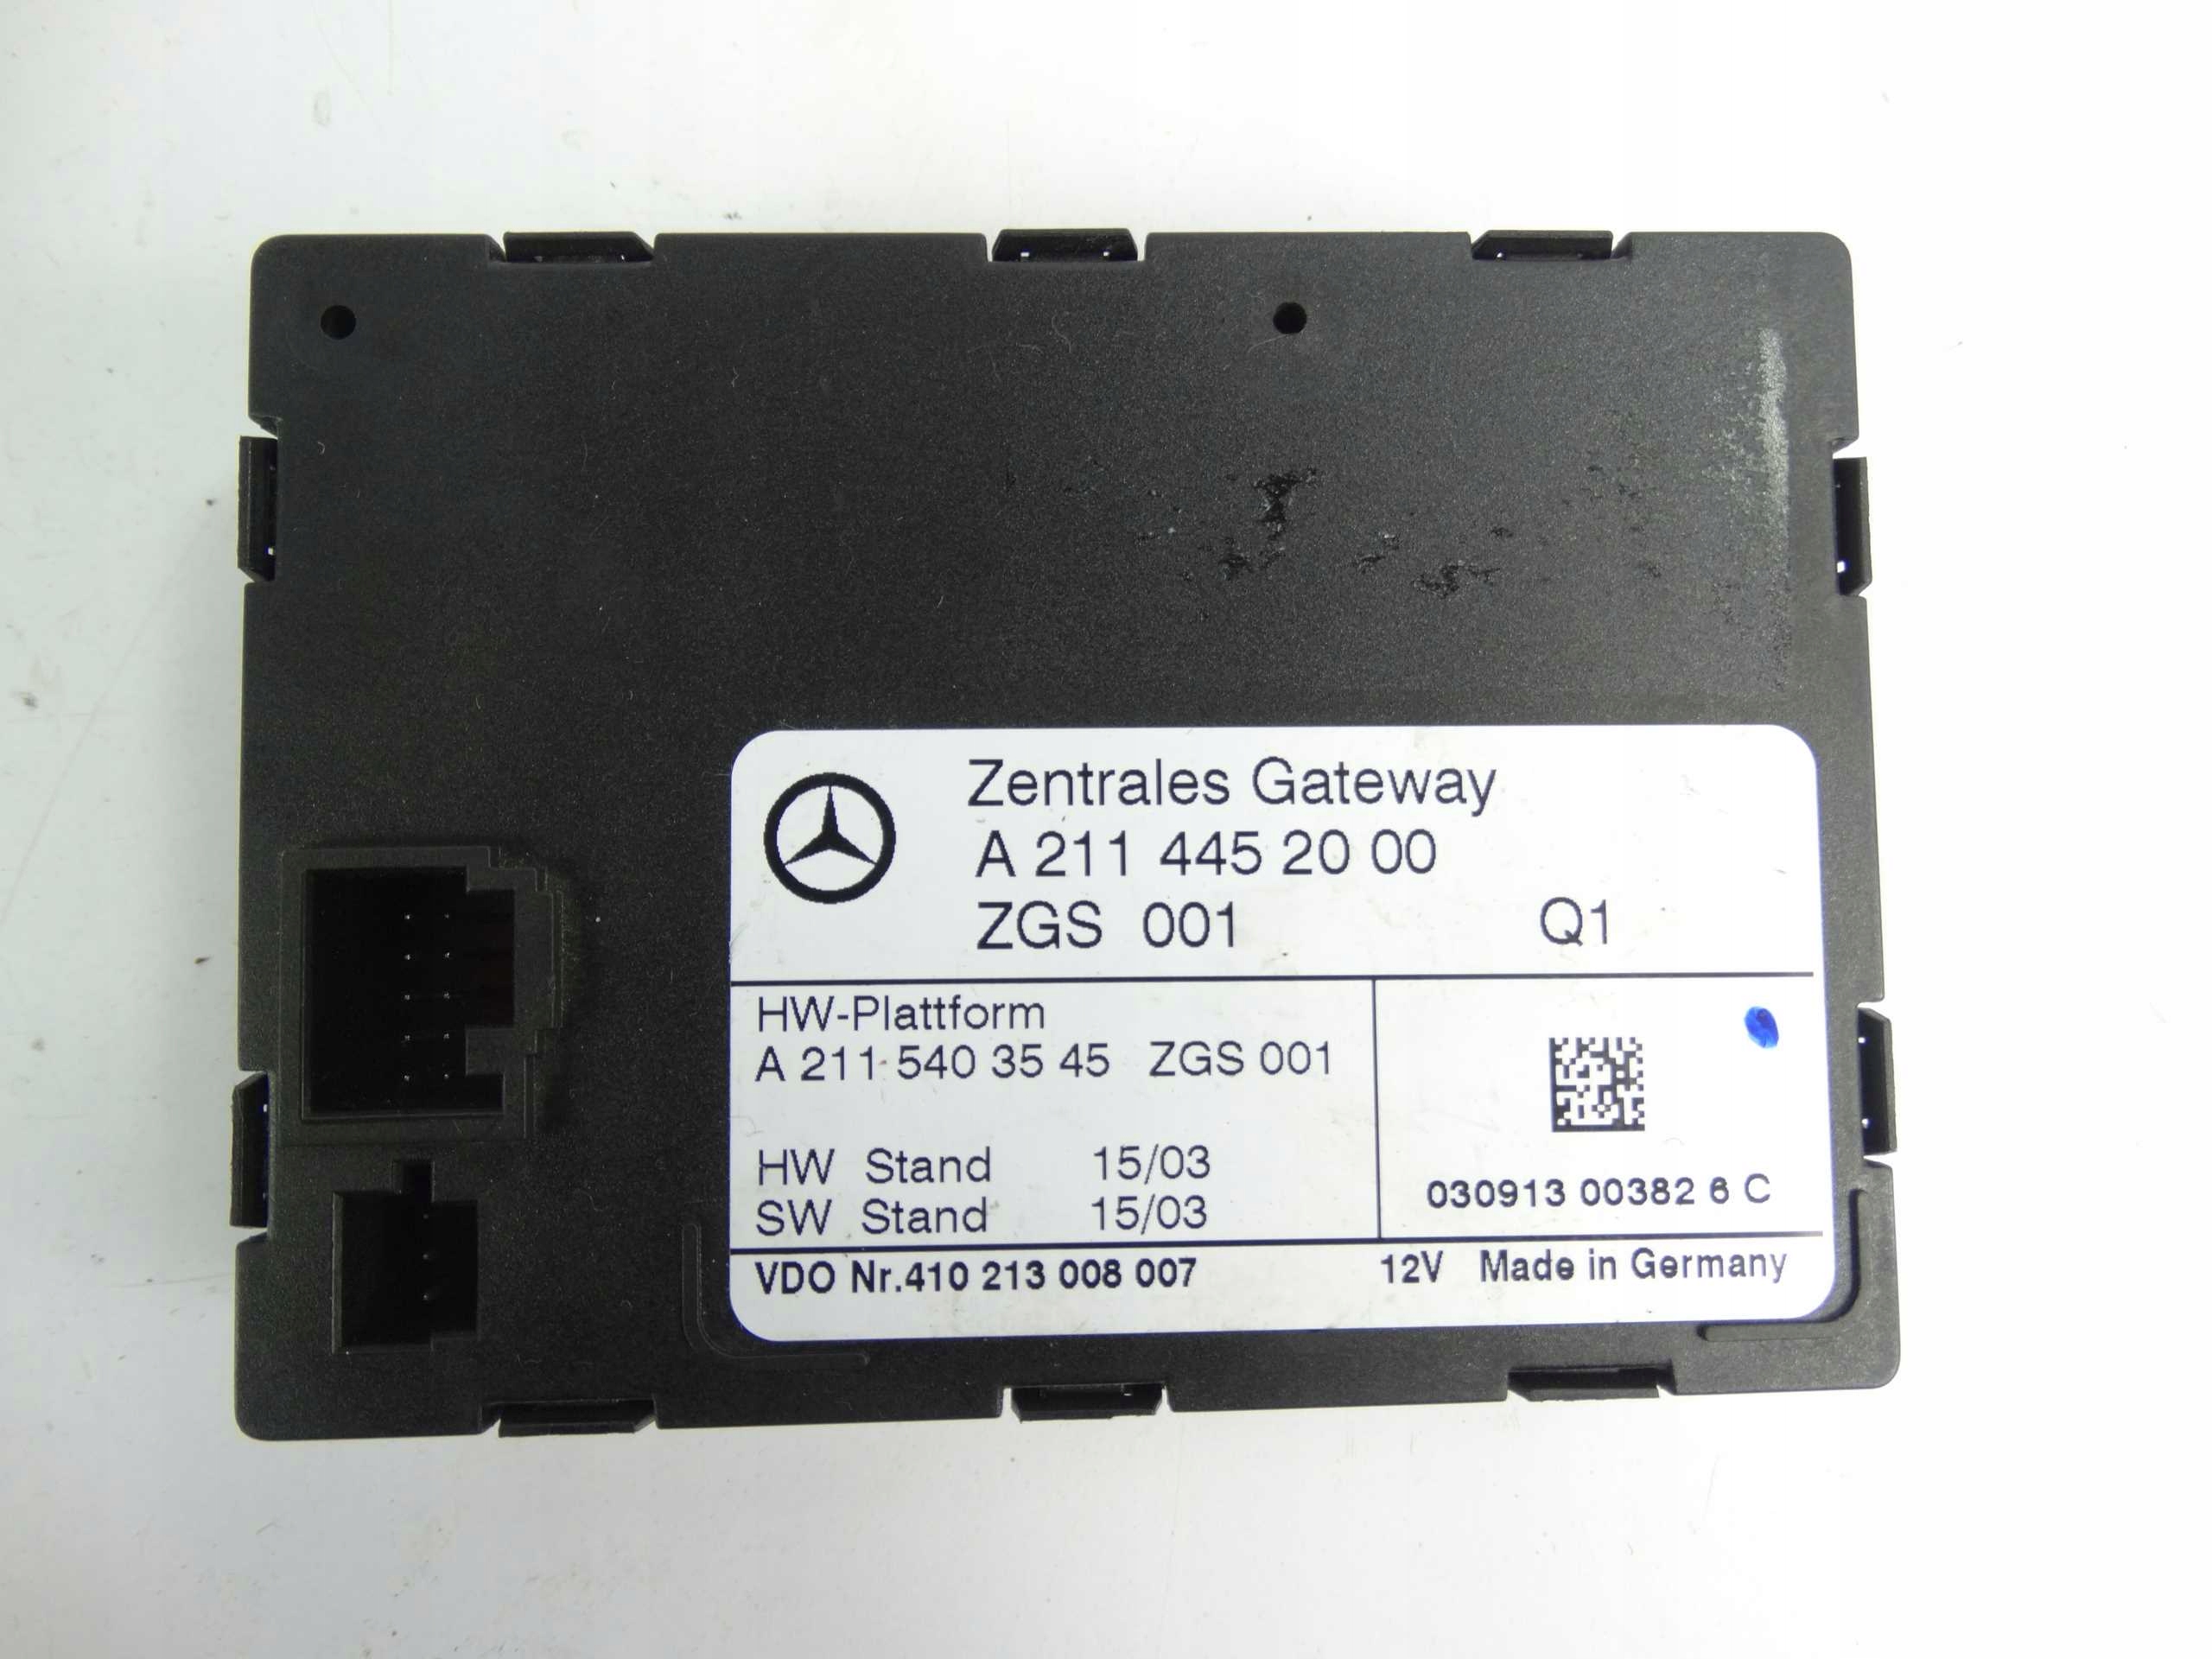 Zentrales Gateway
A 211 445 20 00
ZGS 001 Q1
HW-Plattform
A 211 540 35 45 ZGS 001
HW Stand 15/03
SW Stand 15/03
030913 00382 6 C
VDO Nr.410 213 008 007 12V Made in Germany